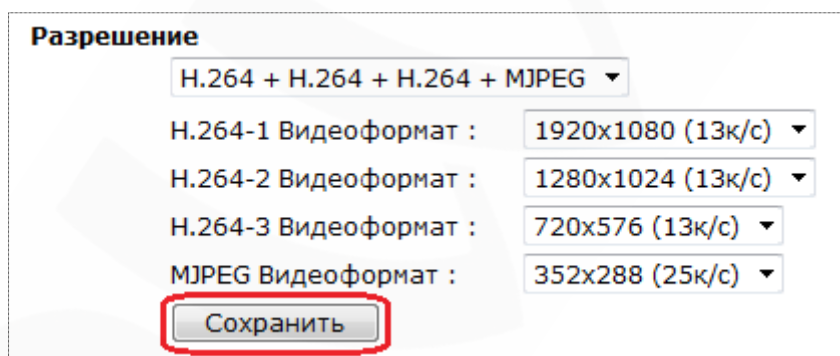 Разрешение
H.264 + H.264 + H.264 + MJPEG
H.264-1 Видеоформат : 1920x1080 (13к/с)
H.264-2 Видеоформат : 1280x1024 (13к/с)
H.264-3 Видеоформат : 720x576 (13к/с)
MJPEG Видеоформат : 352x288 (25к/с)
Сохранить